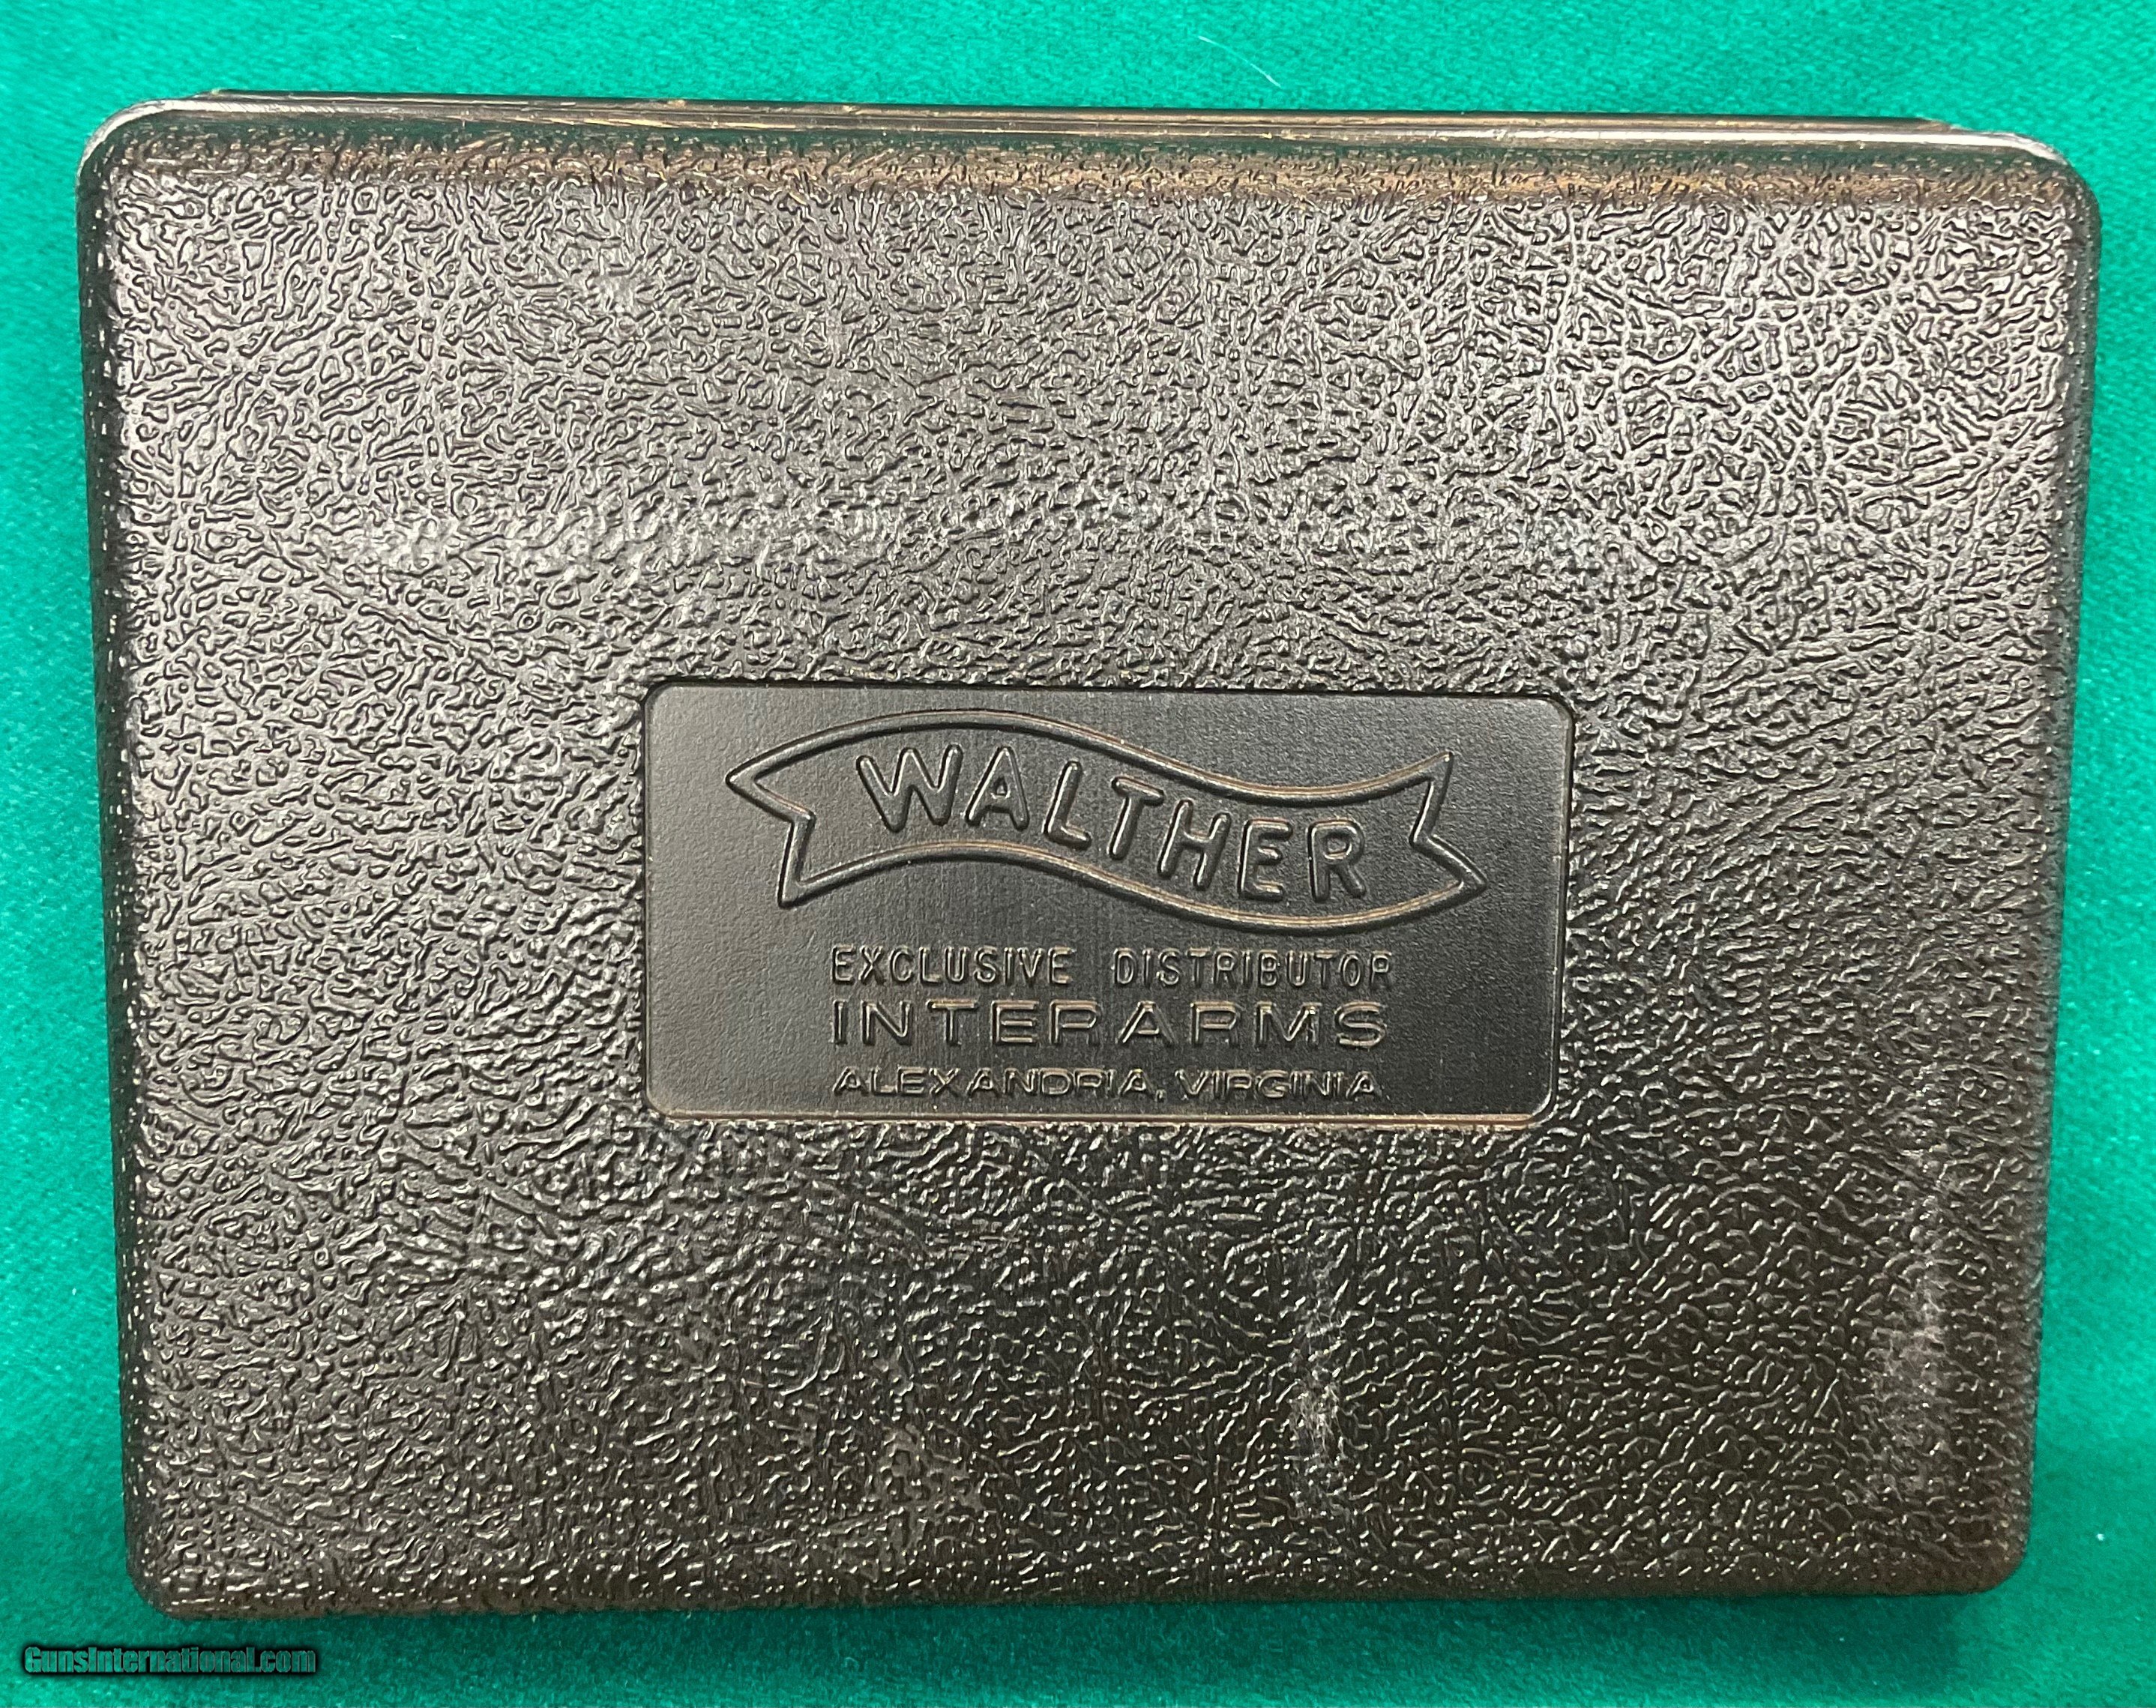 WALTHER
EXCLUSIVE DISTRIBUTOR
INTERARMS
ALEXANDRIA, VIRGINIA
GunsInternational.com